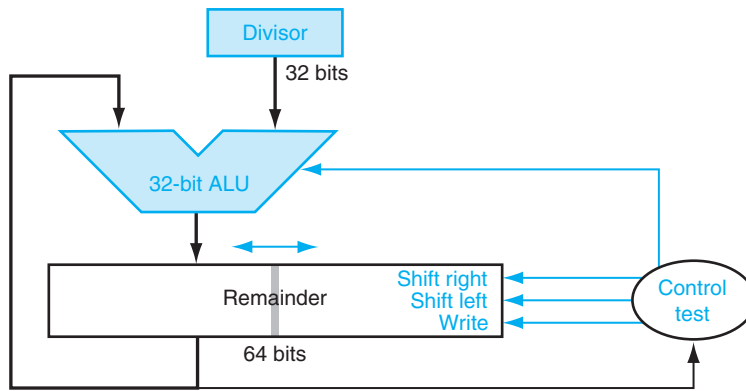 Divisor
32 bits
32-bit ALU
Shift right
Remainder
Shift left
Write
Control
test
64 bits